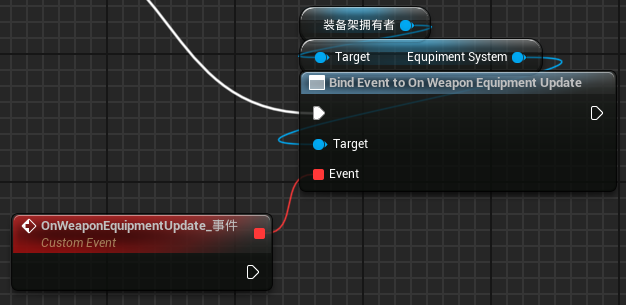 装备架拥有者
Target Equpiment System
Bind Event to On Weapon Equipment Update
Target
Event
OnWeaponEquipmentUpdate_事件
Custom Event